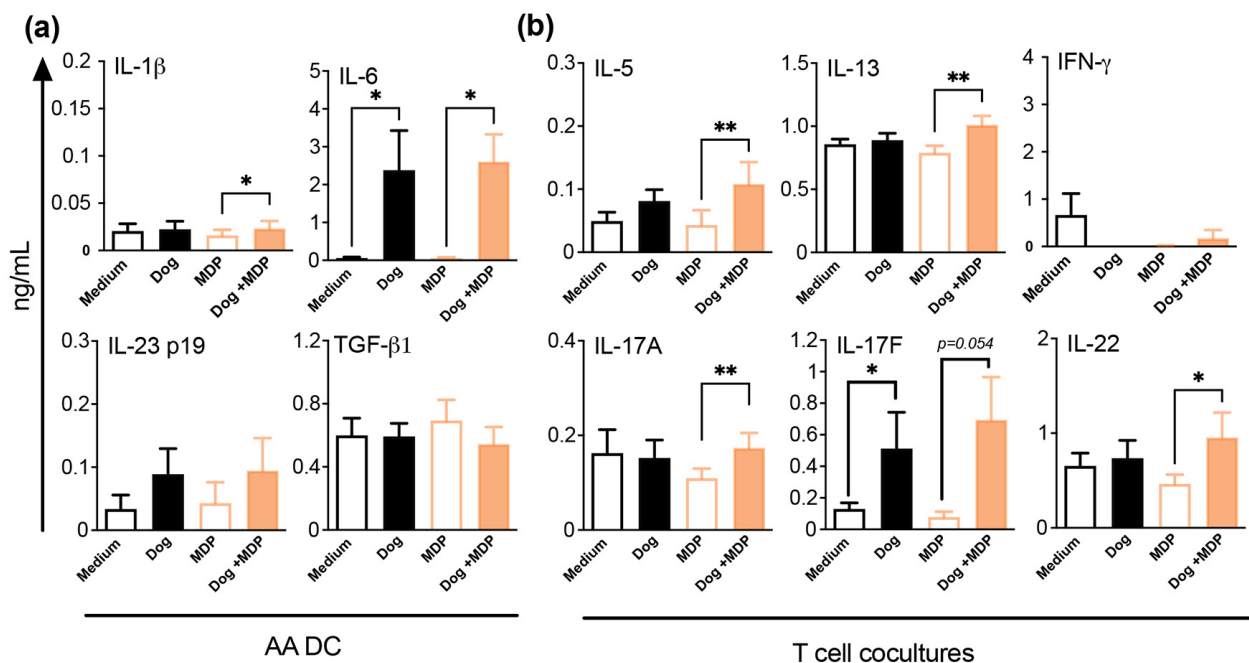 (a)
(b)
ng/mL
IL-1β
0.2
0.15
0.1
0.05
0
*
Medium
Dog
MDP
Dog +MDP
IL-6
5
4
3
2
1
0
*
*
Medium
Dog
MDP
Dog +MDP
IL-5
0.3
0.2
0.1
0
**
Medium
Dog
MDP
Dog +MDP
IL-13
1.5
1.0
0.5
0
**
Medium
Dog
MDP
Dog +MDP
IFN-γ
4
3
2
1
0
Medium
Dog
MDP
Dog +MDP
IL-23 p19
0.3
0.2
0.1
0
Medium
Dog
MDP
Dog +MDP
TGF-β1
1.2
0.8
0.4
0
Medium
Dog
MDP
Dog +MDP
IL-17A
0.4
0.2
0
**
Medium
Dog
MDP
Dog +MDP
IL-17F
1.2
1
0.8
0.6
0.4
0.2
0
*
p=0.054
Medium
Dog
MDP
Dog +MDP
IL-22
2
1
0
*
Medium
Dog
MDP
Dog +MDP
AA DC
T cell cocultures